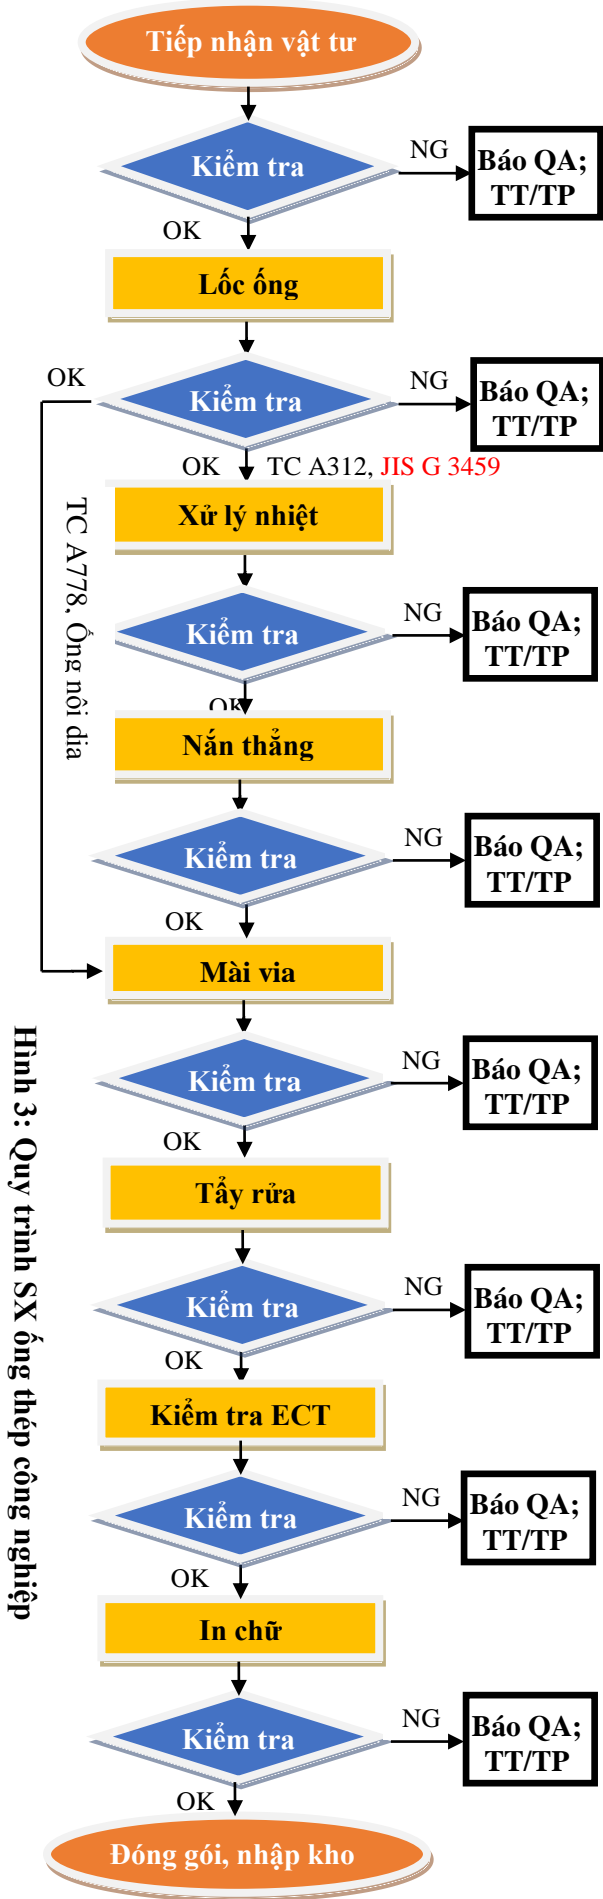 Tiếp nhận vật tư
Kiểm tra
NG
Báo QA;
TT/TP
OK
Lốc ống
OK
Kiểm tra
NG
Báo QA;
TT/TP
OK
TC A312, JIS G 3459
Xử lý nhiệt
TC A778, Ống nôi dia
Kiểm tra
NG
Báo QA;
TT/TP
OK
Nắn thẳng
Kiểm tra
NG
Báo QA;
TT/TP
OK
Mài via
Kiểm tra
NG
Báo QA;
TT/TP
OK
Tẩy rửa
Kiểm tra
NG
Báo QA;
TT/TP
OK
Kiểm tra ECT
Kiểm tra
NG
Báo QA;
TT/TP
OK
In chữ
Kiểm tra
NG
Báo QA;
TT/TP
OK
Đóng gói, nhập kho
Hình 3: Quy trình SX ống thép công nghiệp